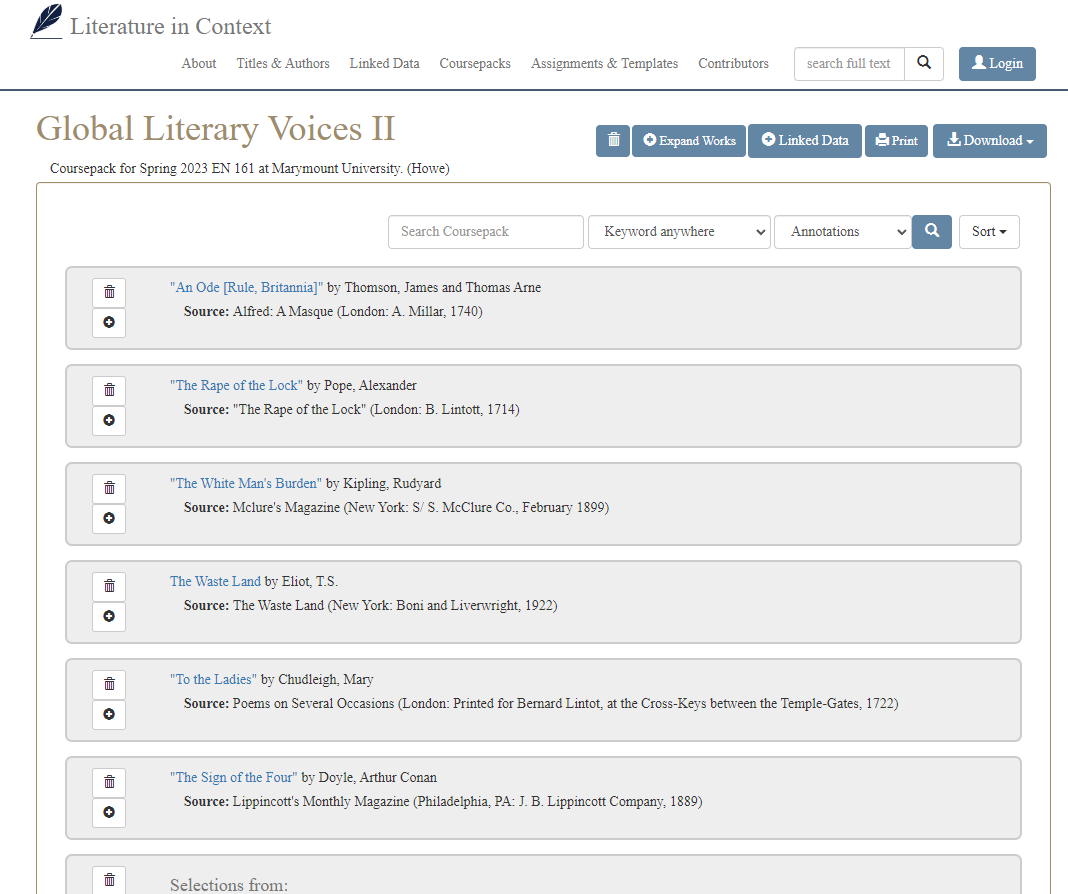 Literature in Context
About Titles & Authors Linked Data Coursepacks Assignments & Templates Contributors search full text Login
Global Literary Voices II
Expand Works Linked Data Print Download
Coursepack for Spring 2023 EN 161 at Marymount University. (Howe)
Search Coursepack Keyword anywhere Annotations Sort
"An Ode [Rule, Britannia]" by Thomson, James and Thomas Arne
Source: Alfred: A Masque (London: A. Millar, 1740)
"The Rape of the Lock" by Pope, Alexander
Source: "The Rape of the Lock" (London: B. Lintott, 1714)
"The White Man's Burden" by Kipling, Rudyard
Source: Mclure's Magazine (New York: S/ S. McClure Co., February 1899)
The Waste Land by Eliot, T.S.
Source: The Waste Land (New York: Boni and Liverwright, 1922)
"To the Ladies" by Chudleigh, Mary
Source: Poems on Several Occasions (London: Printed for Bernard Lintot, at the Cross-Keys between the Temple-Gates, 1722)
"The Sign of the Four" by Doyle, Arthur Conan
Source: Lippincott's Monthly Magazine (Philadelphia, PA: J. B. Lippincott Company, 1889)
Selections from: